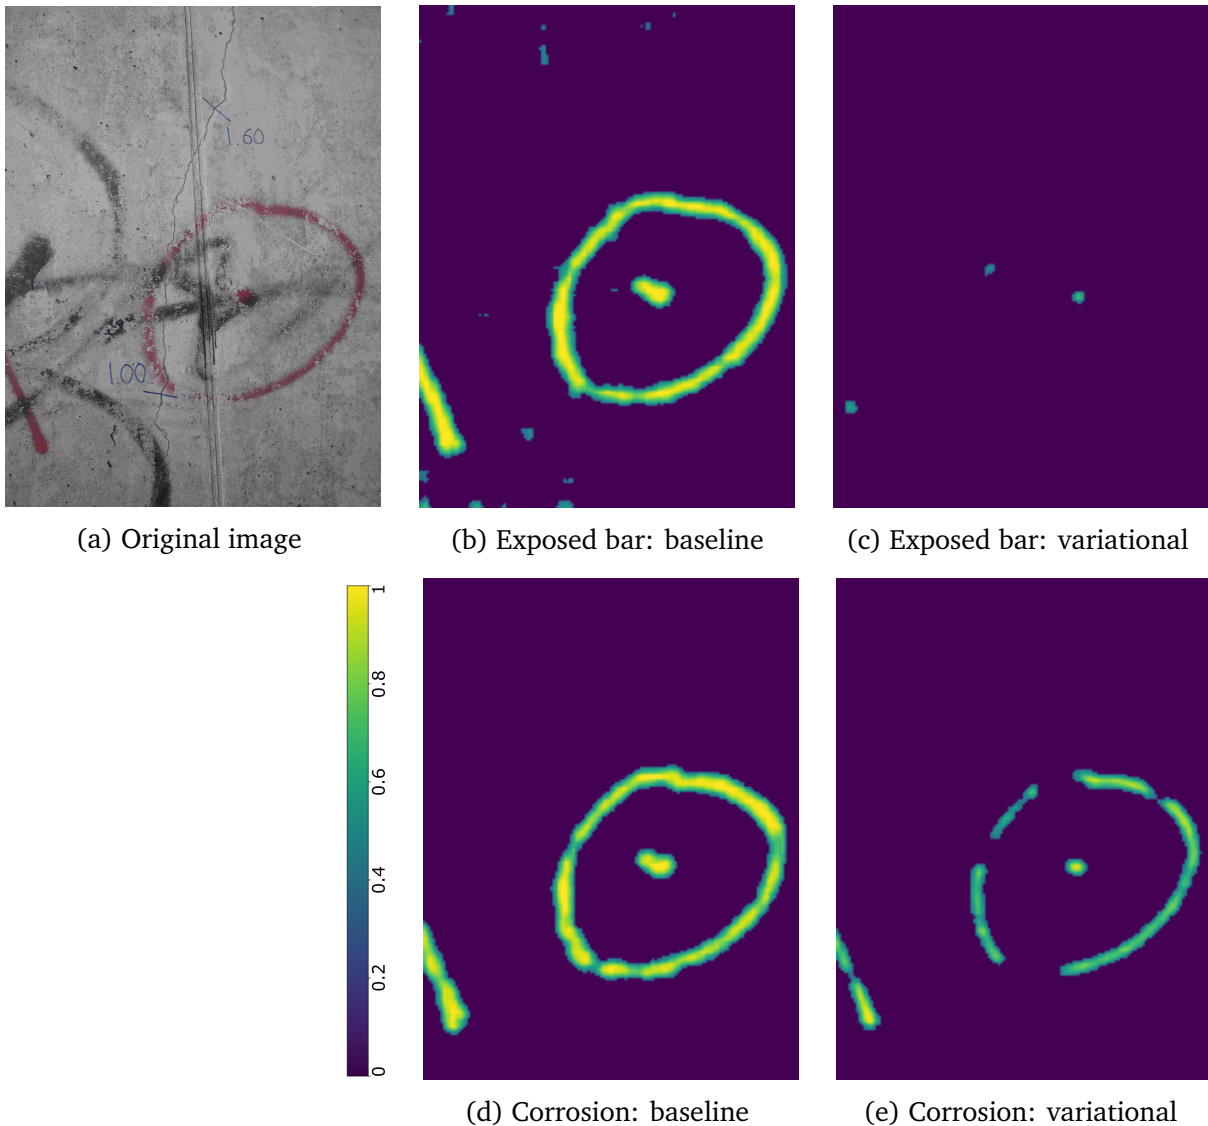 1.60
1.00
(a) Original image
(b) Exposed bar: baseline
(c) Exposed bar: variational
1
0.8
0.6
0.4
0.2
0
(d) Corrosion: baseline
(e) Corrosion: variational